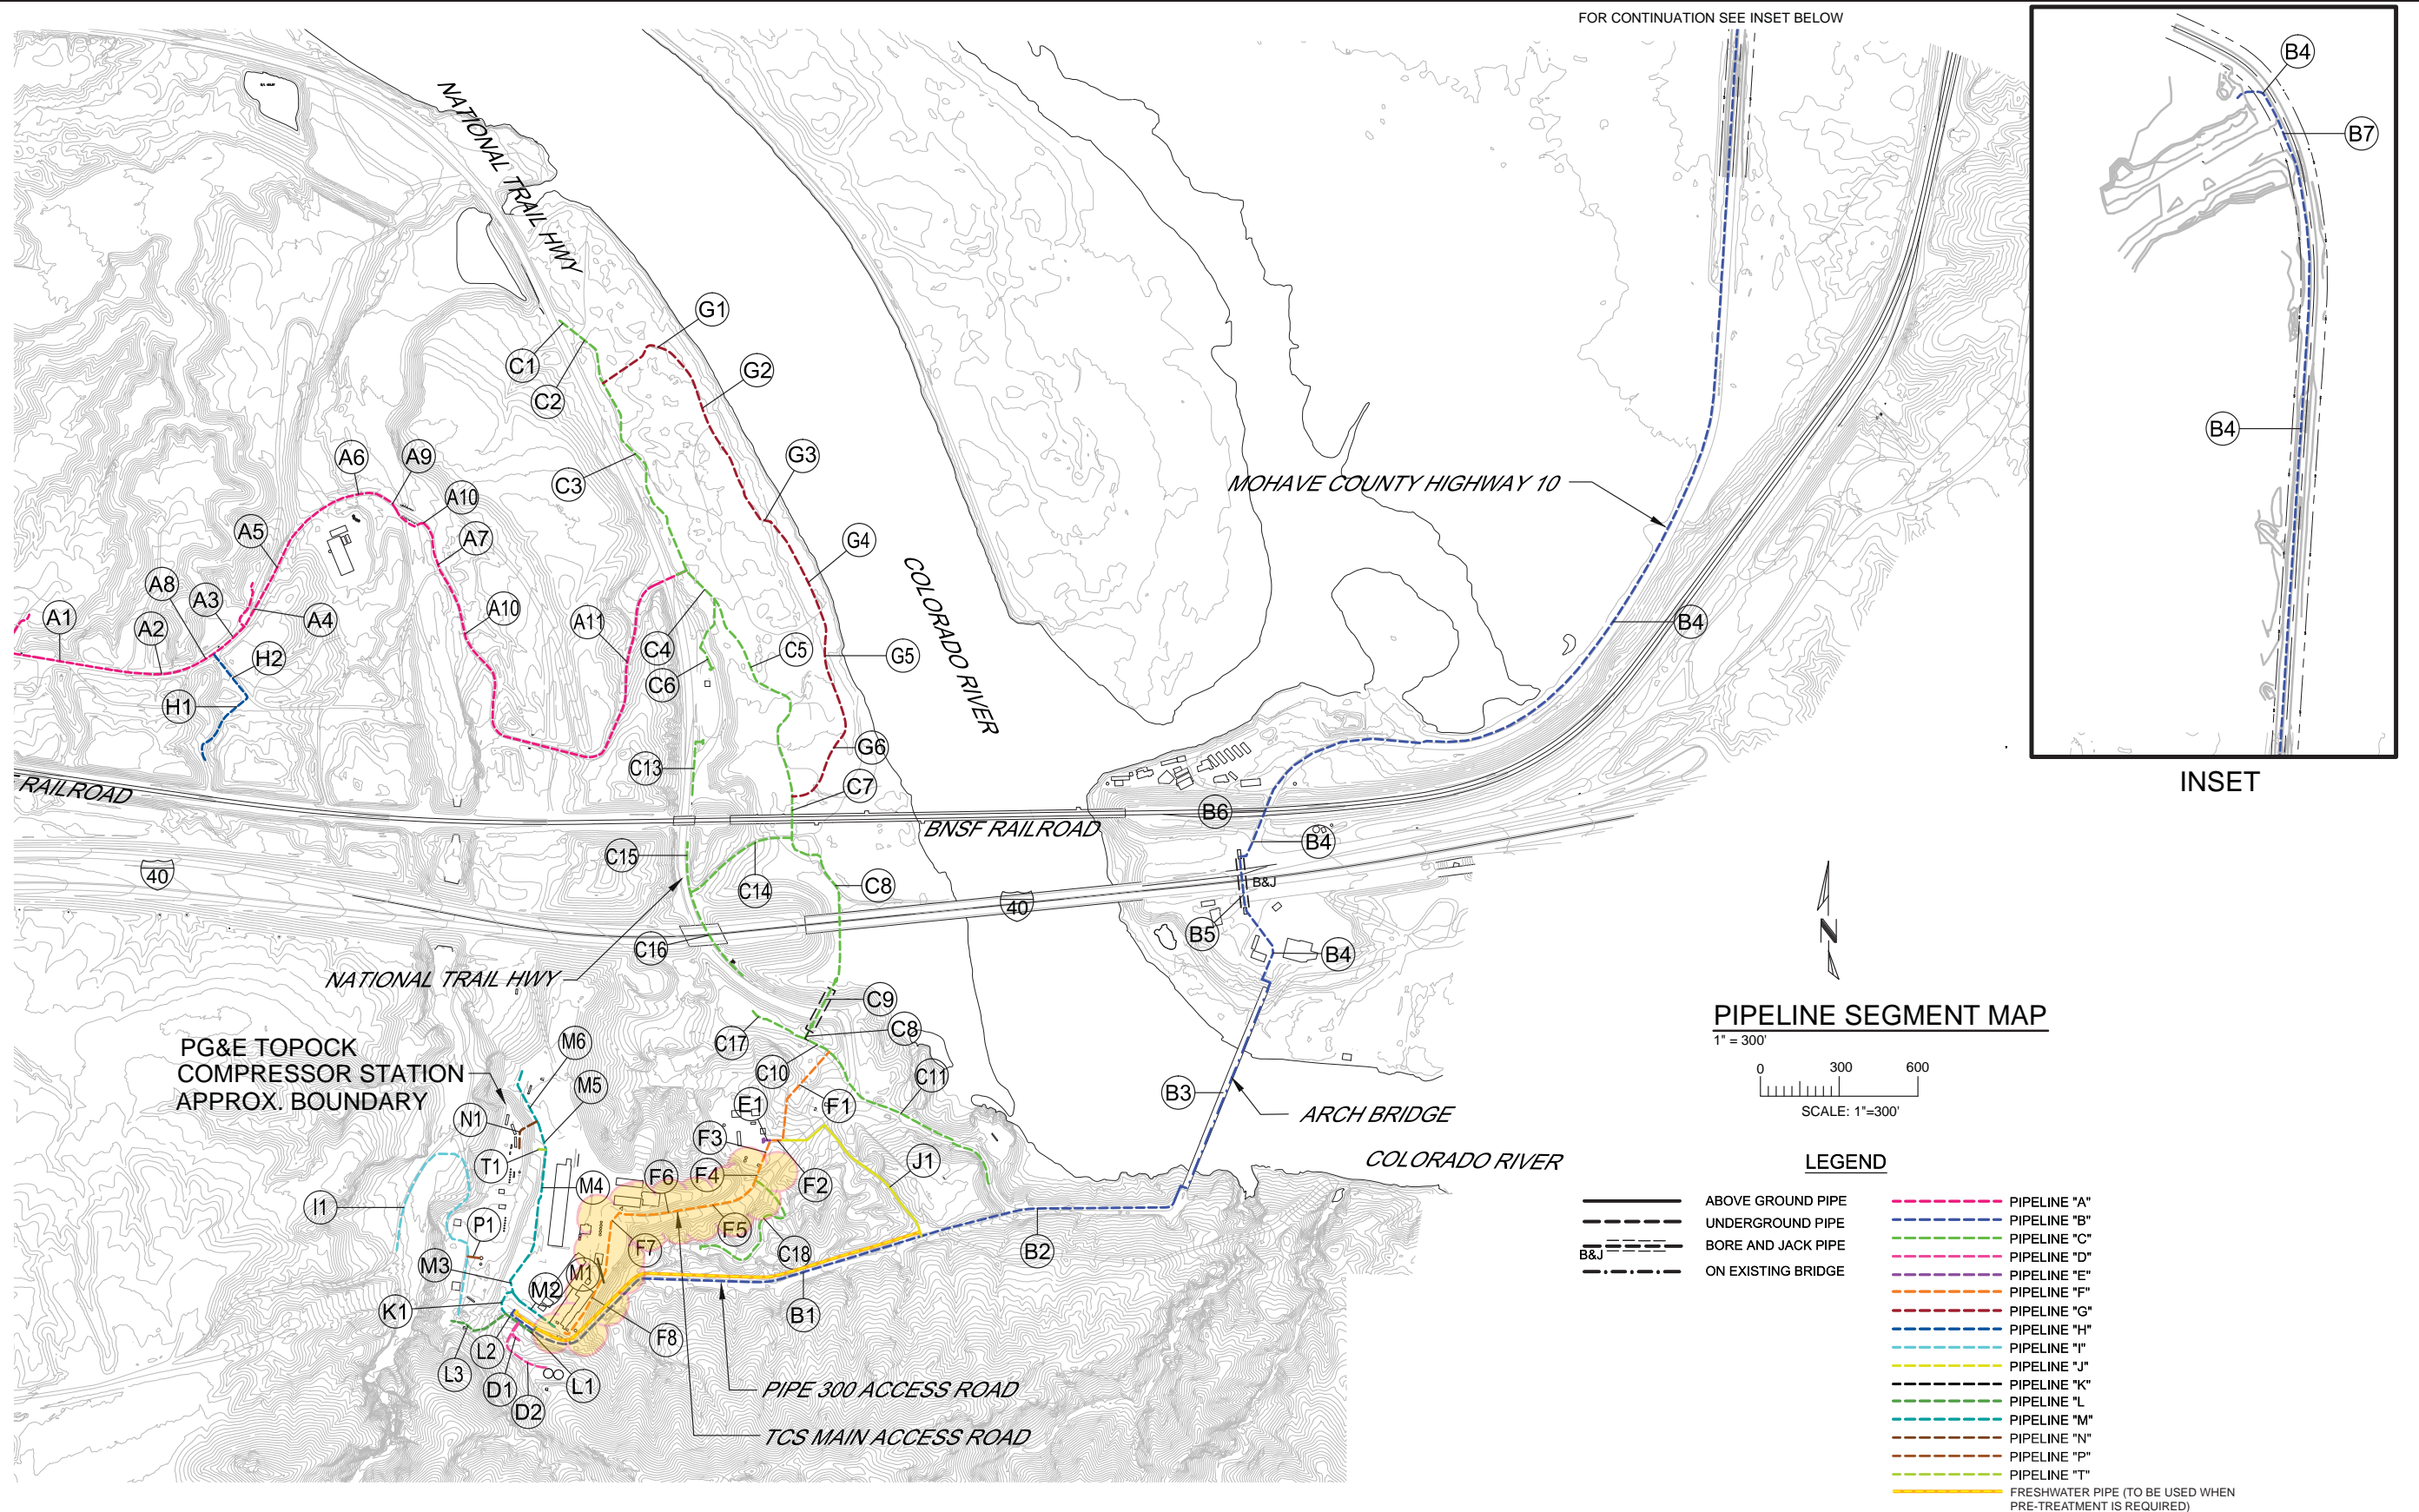 FOR CONTINUATION SEE INSET BELOW
B4
B7
B4
INSET
NATIONAL TRAIL HWY
G1
C1
G2
C2
A6
A9
G3
C3
MOHAVE COUNTY HIGHWAY 10
A10
A5
A7
G4
COLORADO RIVER
A8
A3
A1
A2
A4
A10
A11
C4
C5
B4
H2
G5
C6
H1
G6
C13
C7
RAILROAD
B6
BNSF RAILROAD
B4
C15
40
C14
C8
B&J
40
B5
C16
B4
NATIONAL TRAIL HWY
N
C9
PIPELINE SEGMENT MAP
1" = 300'
C8
M6
C17
PG&E TOPOCK
COMPRESSOR STATION
APPROX. BOUNDARY
C10
C11
M5
0 300 600
SCALE: 1"=300'
B3
E1
F1
ARCH BRIDGE
N1
F3
T1
J1
COLORADO RIVER
F6
F4
M4
F2
I1
P1
F5
F7
C18
B2
M3
M1
M2
K1
B1
F8
L2
L3
D1
L1
D2
PIPE 300 ACCESS ROAD
TCS MAIN ACCESS ROAD
LEGEND
ABOVE GROUND PIPE
UNDERGROUND PIPE
BORE AND JACK PIPE
B&J
ON EXISTING BRIDGE
PIPELINE "A"
PIPELINE "B"
PIPELINE "C"
PIPELINE "D"
PIPELINE "E"
PIPELINE "F"
PIPELINE "G"
PIPELINE "H"
PIPELINE "I"
PIPELINE "J"
PIPELINE "K"
PIPELINE "L
PIPELINE "M"
PIPELINE "N"
PIPELINE "P"
PIPELINE "T"
FRESHWATER PIPE (TO BE USED WHEN
PRE-TREATMENT IS REQUIRED)